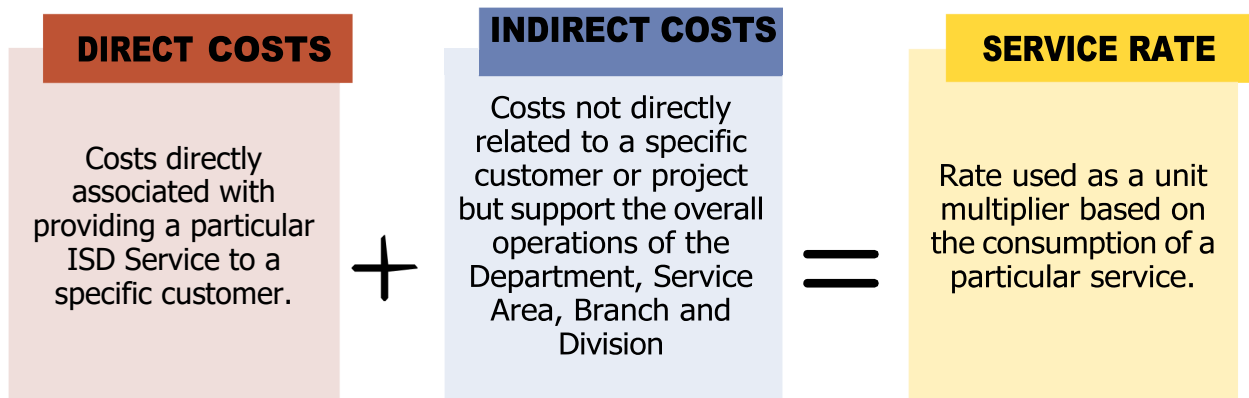 DIRECT COSTS
Costs directly
associated with
providing a particular
ISD Service to a
specific customer.
+
INDIRECT COSTS
Costs not directly
related to a specific
customer or project
but support the overall
operations of the
Department, Service
Area, Branch and
Division
=
SERVICE RATE
Rate used as a unit
multiplier based on
the consumption of a
particular service.